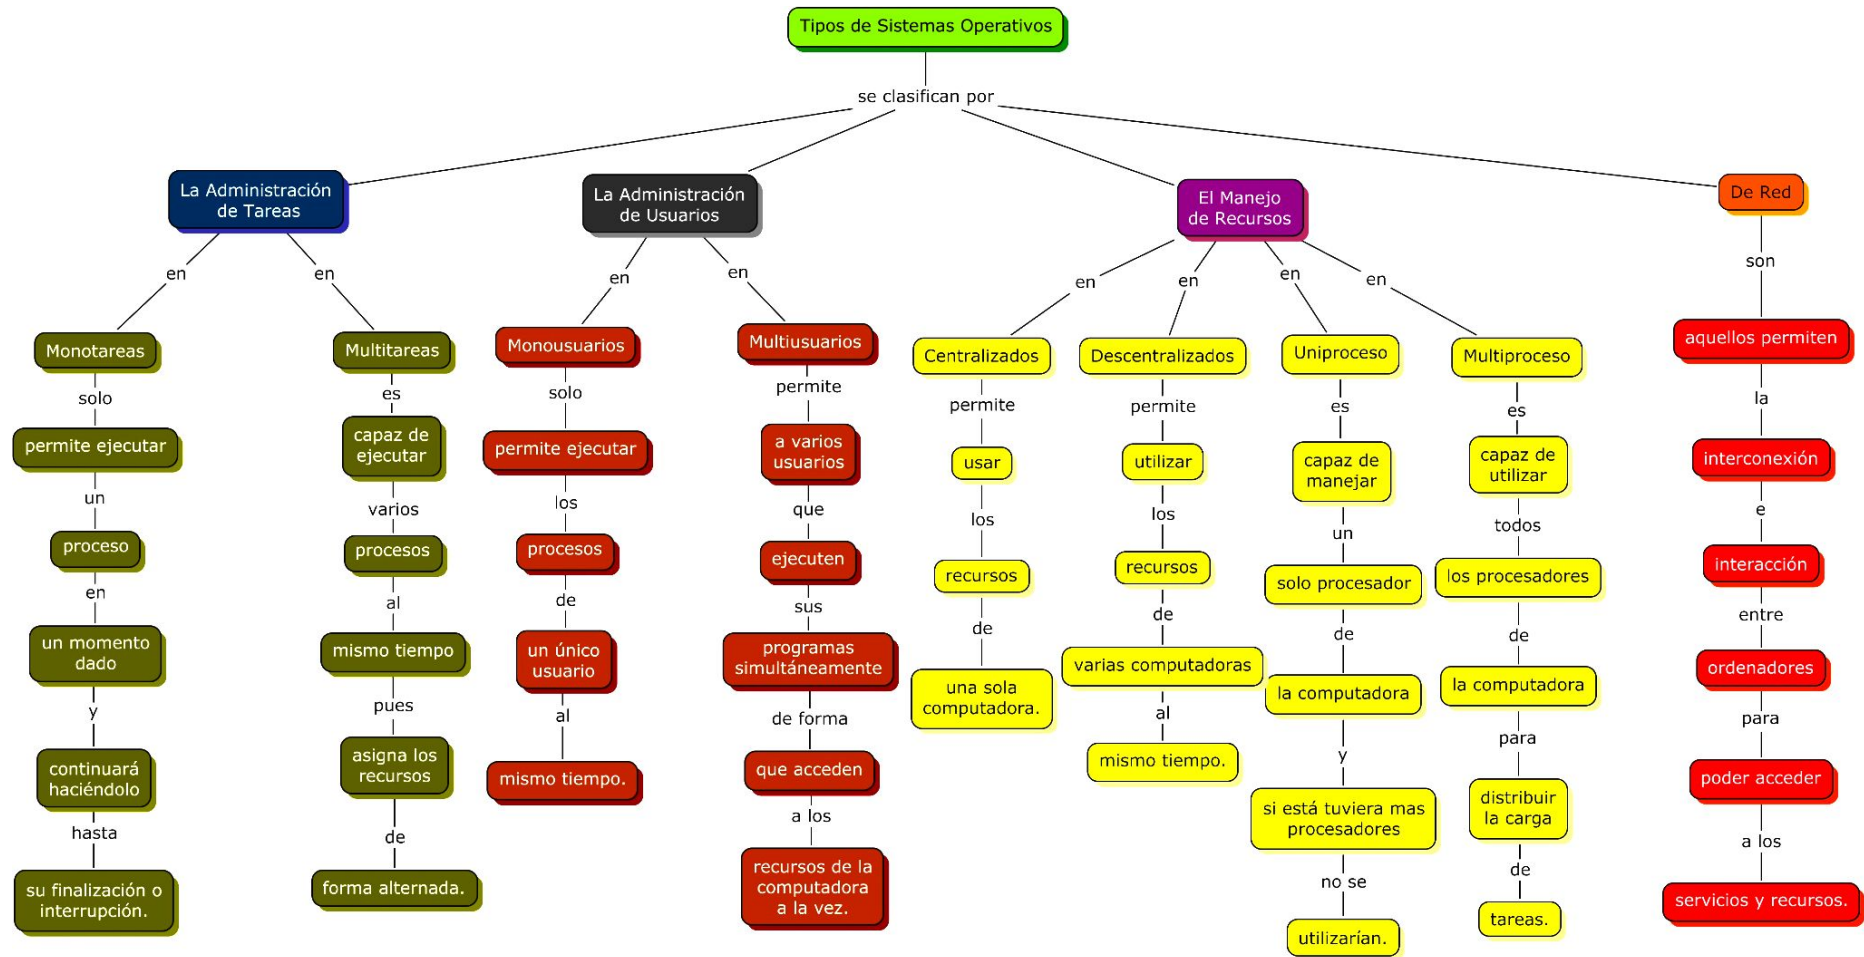 Tipos de Sistemas Operativos
se clasifican por
La Administración
de Tareas
en
Monotareas
solo
permite ejecutar
un
proceso
en
un momento
dado
y
continuará
haciéndolo
hasta
su finalización o
interrupción.
en
Multitareas
es
capaz de
ejecutar
varios
procesos
al
mismo tiempo
pues
asigna los
recursos
de
forma alternada.
La Administración
de Usuarios
en
Monousuarios
solo
permite ejecutar
los
procesos
de
un único
usuario
al
mismo tiempo.
en
Multiusuarios
permite
a varios
usuarios
que
ejecuten
sus
programas
simultáneamente
de forma
que acceden
a los
recursos de la
computadora
a la vez.
El Manejo
de Recursos
en
Centralizados
permite
usar
los
recursos
de
una sola
computadora.
en
Descentralizados
permite
utilizar
los
recursos
de
varias computadoras
al
mismo tiempo.
en
Uniproceso
es
capaz de
manejar
un
solo procesador
de
la computadora
y
si está tuviera mas
procesadores
no se
utilizarían.
en
Multiproceso
es
capaz de
utilizar
todos
los procesadores
de
la computadora
para
distribuir
la carga
de
tareas.
De Red
son
aquellos permiten
la
interconexión
e
interacción
entre
ordenadores
para
poder acceder
a los
servicios y recursos.